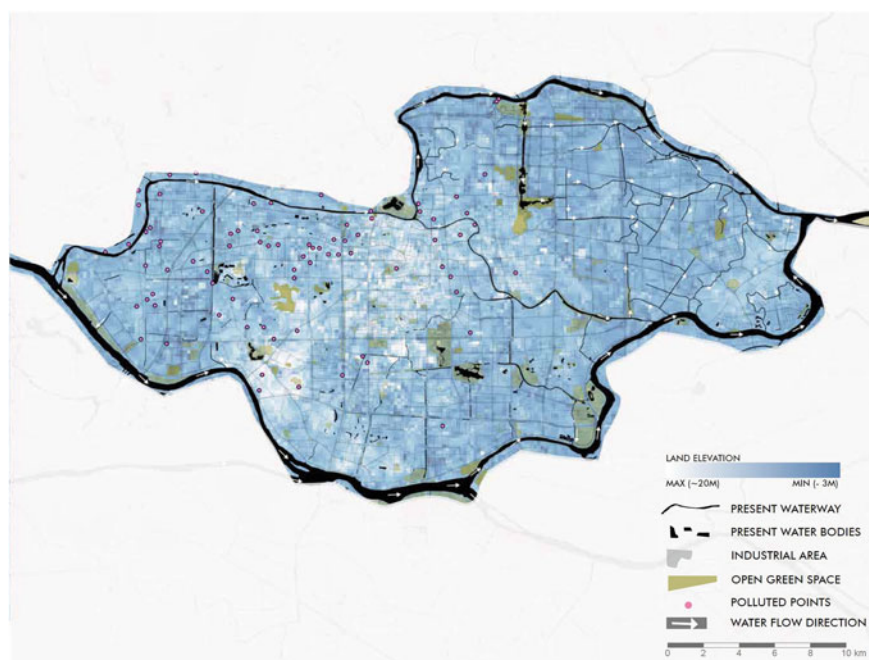 LAND ELEVATION
MAX (~20M) MIN (- 3M)
PRESENT WATERWAY
PRESENT WATER BODIES
INDUSTRIAL AREA
OPEN GREEN SPACE
POLLUTED POINTS
WATER FLOW DIRECTION
0 2 4 6 8 10 km